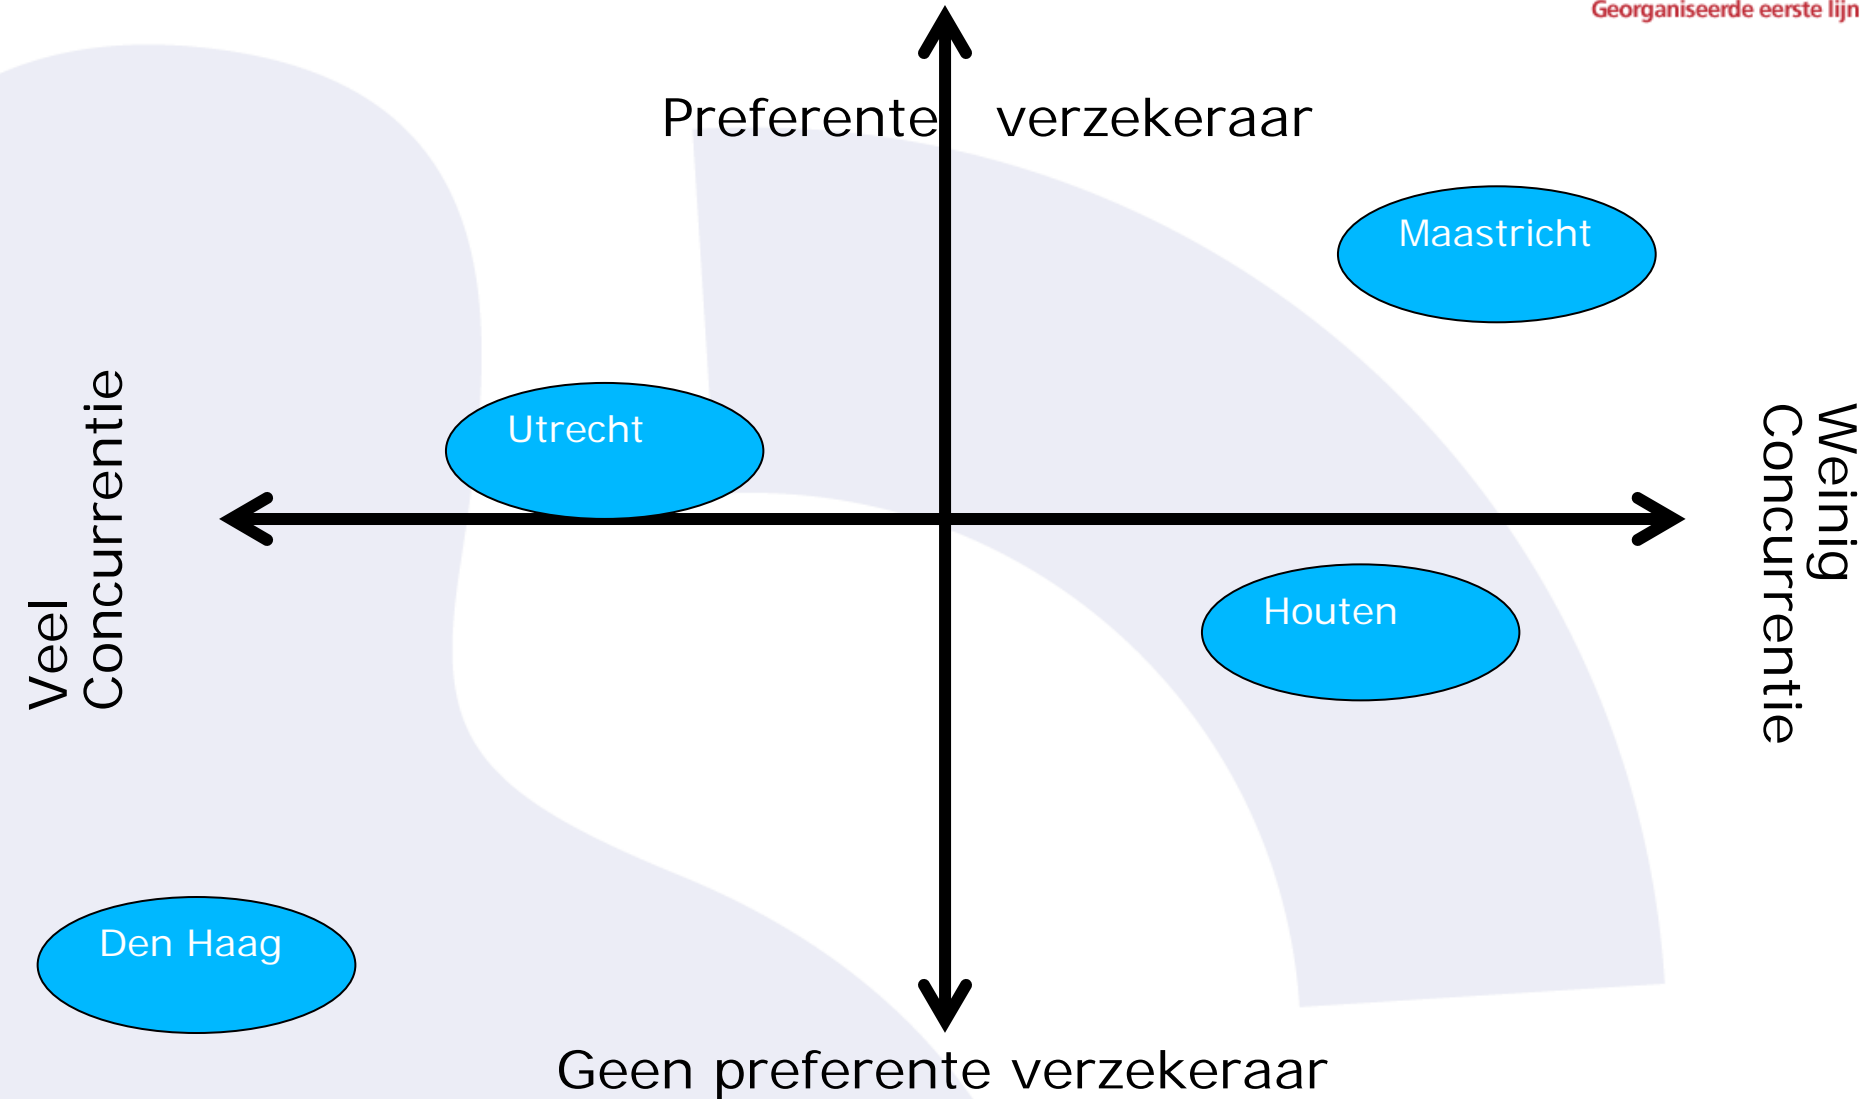 Georganiseerde eerste lijn
Preferente verzekeraar
Maastricht
Utrecht
Veel
Concurrentie
Weinig
Concurrentie
Houten
Den Haag
Geen preferente verzekeraar